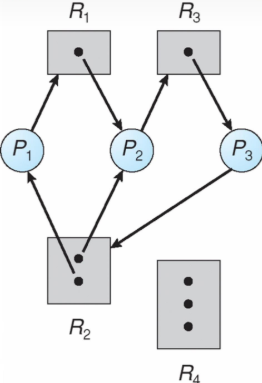 R₁ R₃
P₁ P₂ P₃
R₂
R₄